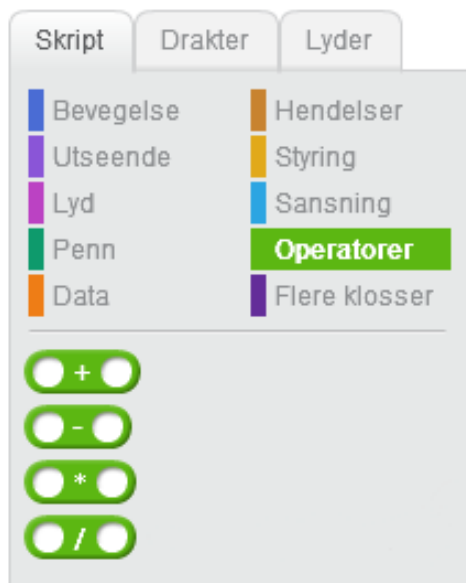 Skript Drakter Lyder
Bevegelse Hendelser
Utseende Styring
Lyd Sansning
Penn Operatorer
Data Flere klosser
+
-
*
/